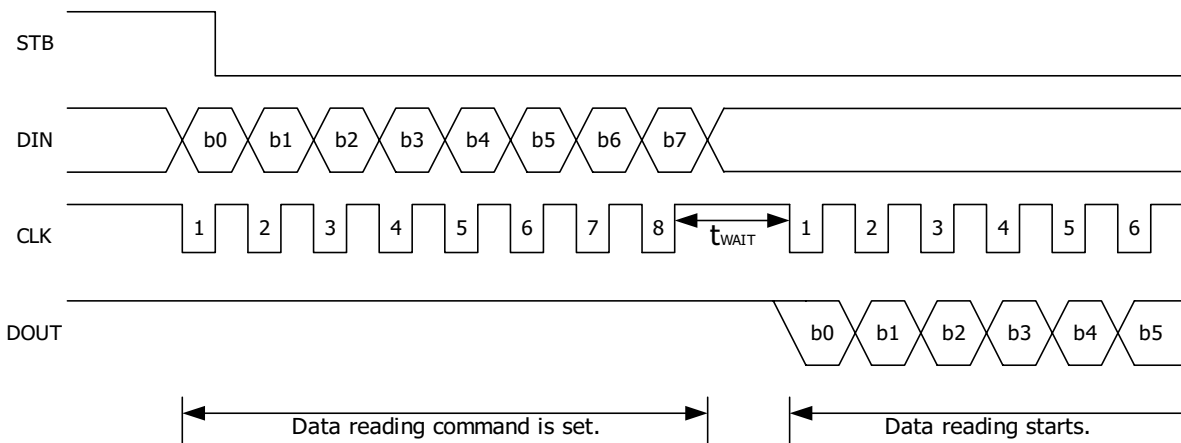 STB
DIN b0 b1 b2 b3 b4 b5 b6 b7
CLK 1 2 3 4 5 6 7 8 tWAIT 1 2 3 4 5 6
DOUT b0 b1 b2 b3 b4 b5
Data reading command is set. Data reading starts.